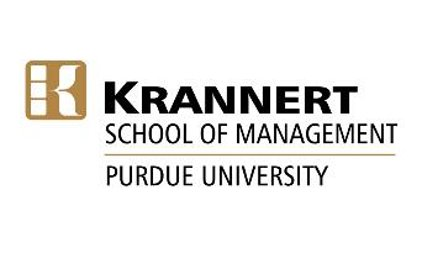 KRANNERT
SCHOOL OF MANAGEMENT
PURDUE UNIVERSITY